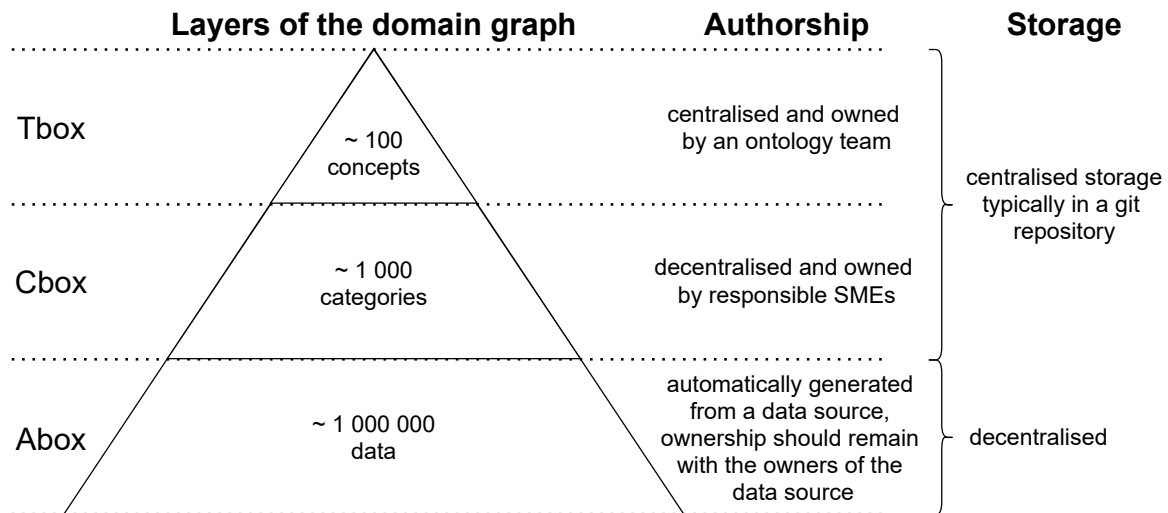 Layers of the domain graph
Authorship
Storage
Tbox
~ 100
concepts
centralised and owned
by an ontology team
centralised storage
typically in a git
repository
Cbox
~ 1 000
categories
decentralised and owned
by responsible SMEs
Abox
~ 1 000 000
data
automatically generated
from a data source,
ownership should remain
with the owners of the
data source
decentralised